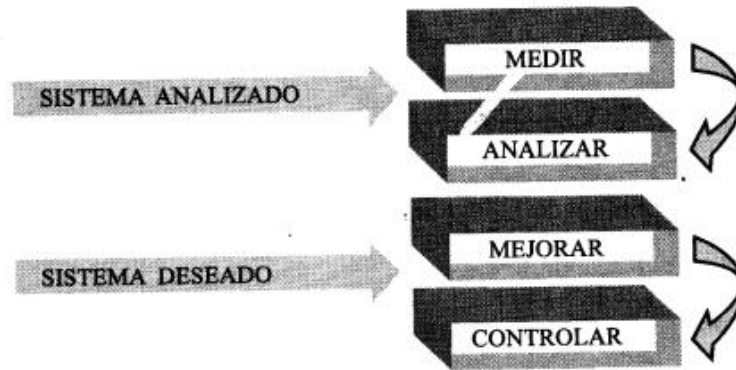 MEDIR
SISTEMA ANALIZADO
ANALIZAR
MEJORAR
SISTEMA DESEADO
CONTROLAR